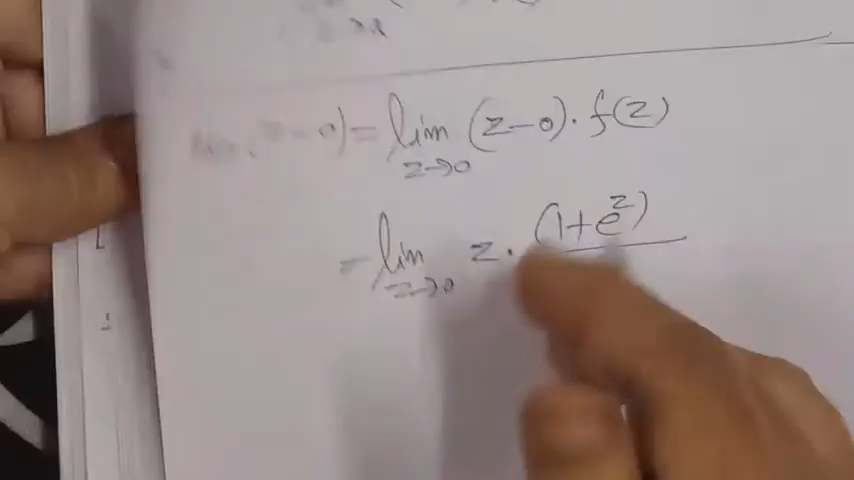 = lim (z-0). f(z)
z→0
= lim z. (1+e^z)
z→0